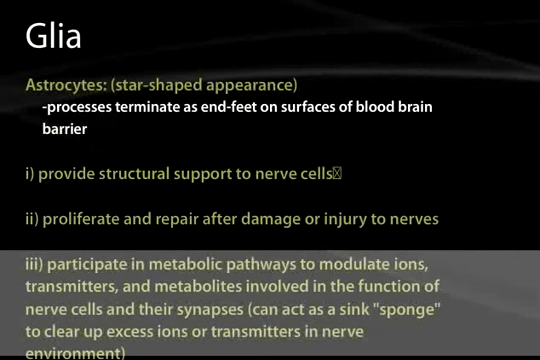 Glia
Astrocytes: (star-shaped appearance)
-processes terminate as end-feet on surfaces of blood brain
barrier
i) provide structural support to nerve cells
ii) proliferate and repair after damage or injury to nerves
iii) participate in metabolic pathways to modulate ions,
transmitters, and metabolites involved in the function of
nerve cells and their synapses (can act as a sink "sponge"
to clear up excess ions or transmitters in nerve
environment)